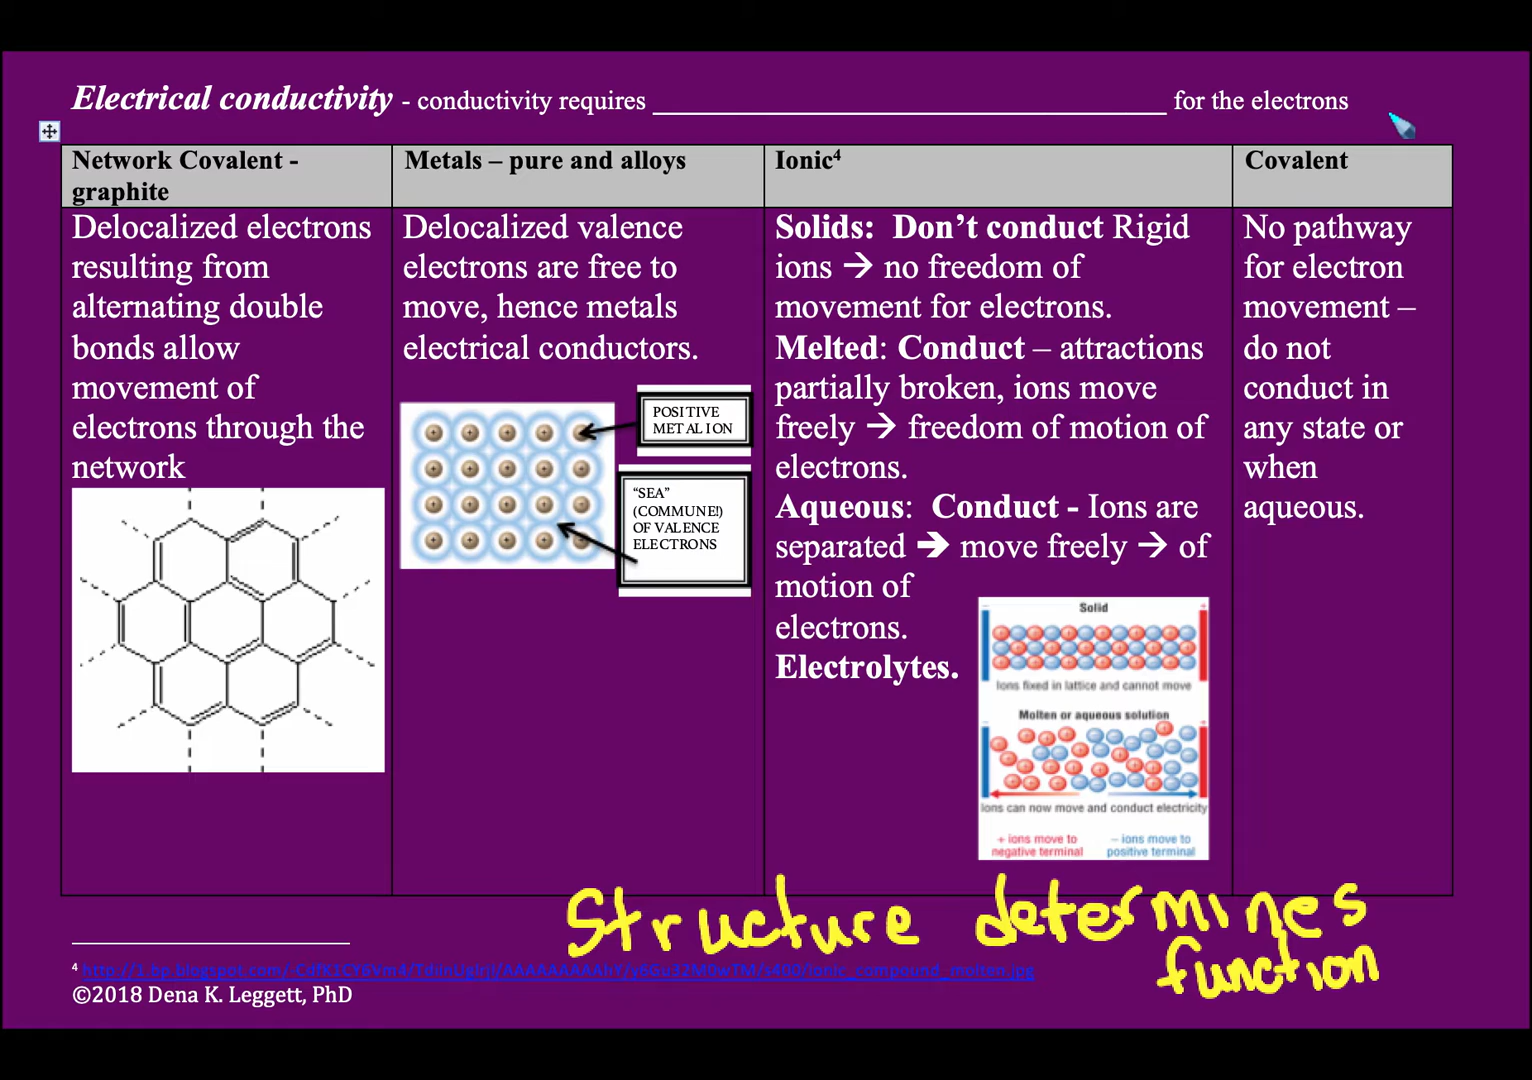 Electrical conductivity - conductivity requires ________________________________ for the electrons
Network Covalent -
graphite
Metals – pure and alloys
Ionic4
Covalent
Delocalized electrons
resulting from
alternating double
bonds allow
movement of
electrons through the
network
Delocalized valence
electrons are free to
move, hence metals
electrical conductors.
POSITIVE
METAL ION
“SEA”
(COMMUNE!)
OF VALENCE
ELECTRONS
Solids: Don’t conduct Rigid
ions → no freedom of
movement for electrons.
Melted: Conduct – attractions
partially broken, ions move
freely → freedom of motion of
electrons.
Aqueous: Conduct - Ions are
separated → move freely → of
motion of
electrons.
Electrolytes.
Solid
Ions fixed in lattice and cannot move
Molten or aqueous solution
Ions can now move and conduct electricity
+ ions move to
negative terminal
– ions move to
positive terminal
No pathway
for electron
movement –
do not
conduct in
any state or
when
aqueous.
Structure determines
function
4
©2018 Dena K. Leggett, PhD